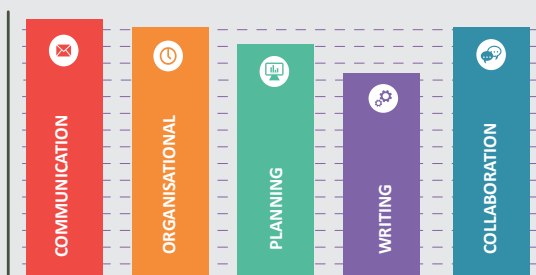 COMMUNICATION
ORGANISATIONAL
PLANNING
WRITING
COLLABORATION